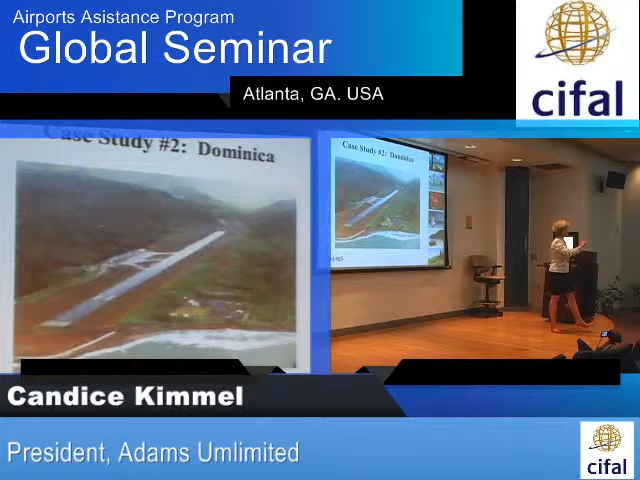 Airports Asistance Program
Global Seminar
Atlanta, GA. USA
cifal
Case Study #2: Dominica
Case Study #2: Dominica
Candice Kimmel
President, Adams Umlimited
cifal